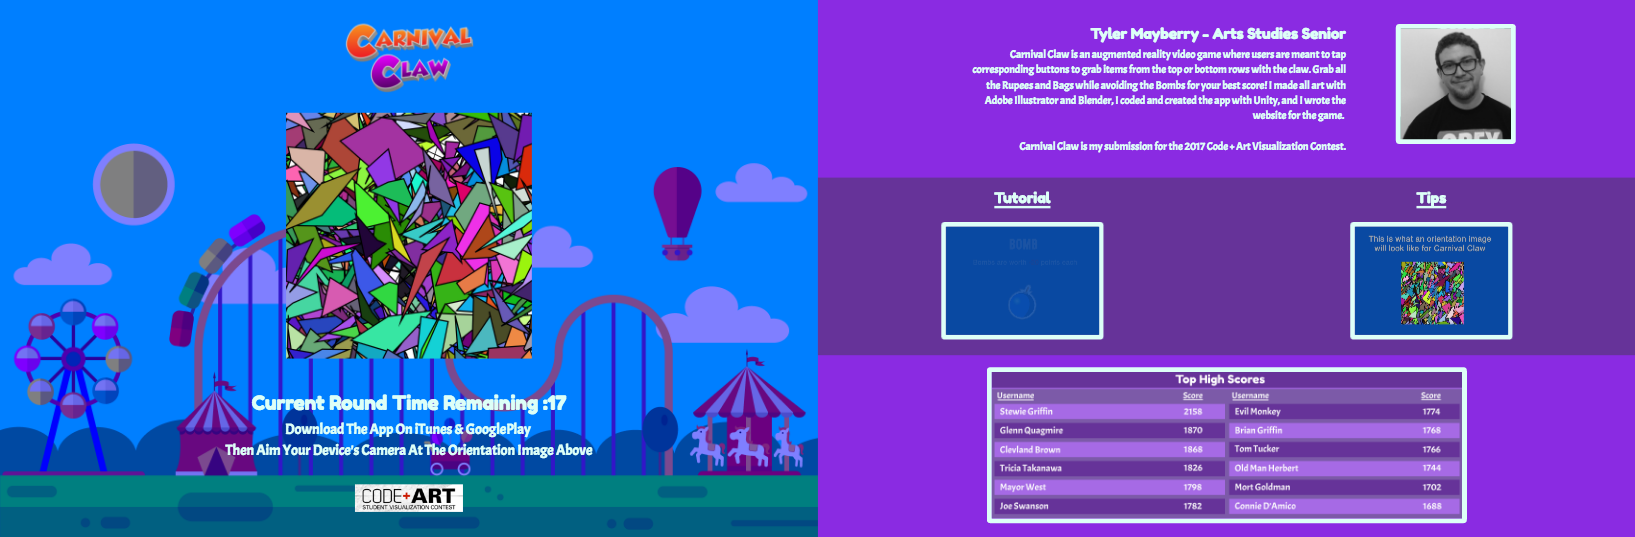 CARNIVAL
CLAW
Current Round Time Remaining :17
Download The App On iTunes & GooglePlay
Then Aim Your Device's Camera At The Orientation Image Above
CODE+ART
STUDENT VISUALIZATION CONTEST
Tyler Mayberry - Arts Studies Senior
Carnival Claw is an augmented reality video game where users are meant to tap
corresponding buttons to grab items from the top or bottom rows with the claw. Grab all
the Rupees and Bags while avoiding the Bombs for your best score! I made all art with
Adobe Illustrator and Blender, I coded and created the app with Unity, and I wrote the
website for the game.
Carnival Claw is my submission for the 2017 Code + Art Visualization Contest.
Tutorial
BOMB
Tips
This is what an orientation image
will look like for Carnival Claw
Top High Scores
Username Score Username Score
Stewie Griffin 2158 Evil Monkey 1774
Glenn Quagmire 1870 Brian Griffin 1768
Clevland Brown 1868 Tom Tucker 1766
Tricia Takanawa 1826 Old Man Herbert 1744
Mayor West 1798 Mort Goldman 1702
Joe Swanson 1782 Connie D'Amico 1688